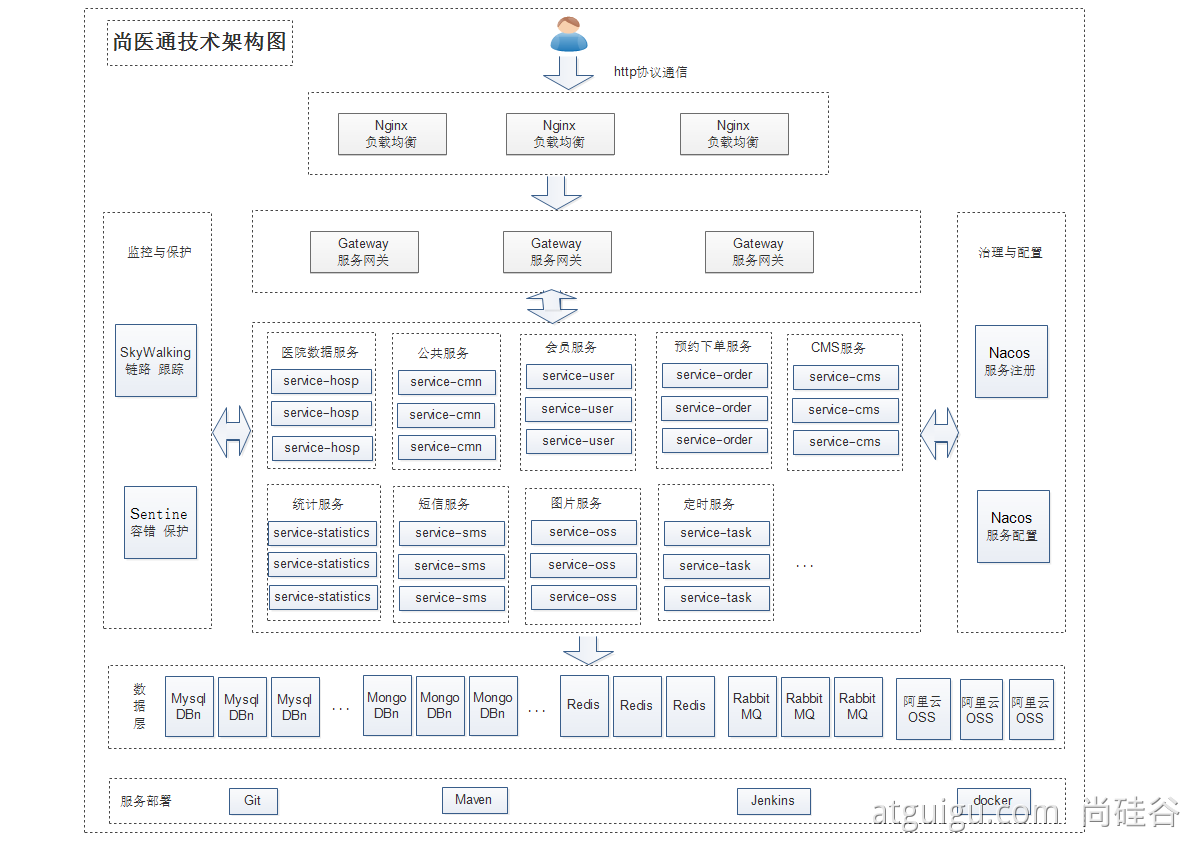 尚医通技术架构图
http协议通信
Nginx
负载均衡
Nginx
负载均衡
Nginx
负载均衡
监控与保护
SkyWalking
链路 跟踪
Sentine
容错 保护
Gateway
服务网关
Gateway
服务网关
Gateway
服务网关
治理与配置
Nacos
服务注册
Nacos
服务配置
医院数据服务
service-hosp
service-hosp
service-hosp
公共服务
service-cmn
service-cmn
service-cmn
会员服务
service-user
service-user
service-user
预约下单服务
service-order
service-order
service-order
CMS服务
service-cms
service-cms
service-cms
统计服务
service-statistics
service-statistics
service-statistics
短信服务
service-sms
service-sms
service-sms
图片服务
service-oss
service-oss
service-oss
定时服务
service-task
service-task
service-task
...
数
据
层
Mysql
DBn
Mysql
DBn
Mysql
DBn
...
Mongo
DBn
Mongo
DBn
Mongo
DBn
...
Redis
Redis
Redis
Rabbit
MQ
Rabbit
MQ
Rabbit
MQ
阿里云
OSS
阿里云
OSS
阿里云
OSS
服务部署
Git
Maven
Jenkins
docker
atguigu.com 尚硅谷